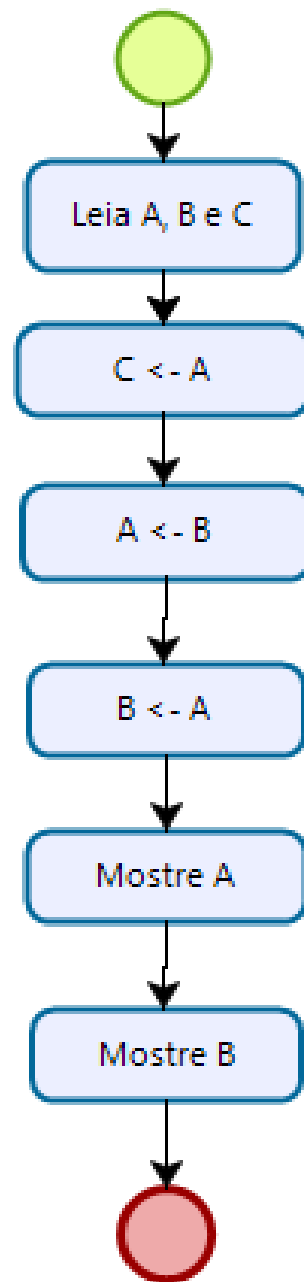 Leia A, B e C
C <- A
A <- B
B <- A
Mostre A
Mostre B